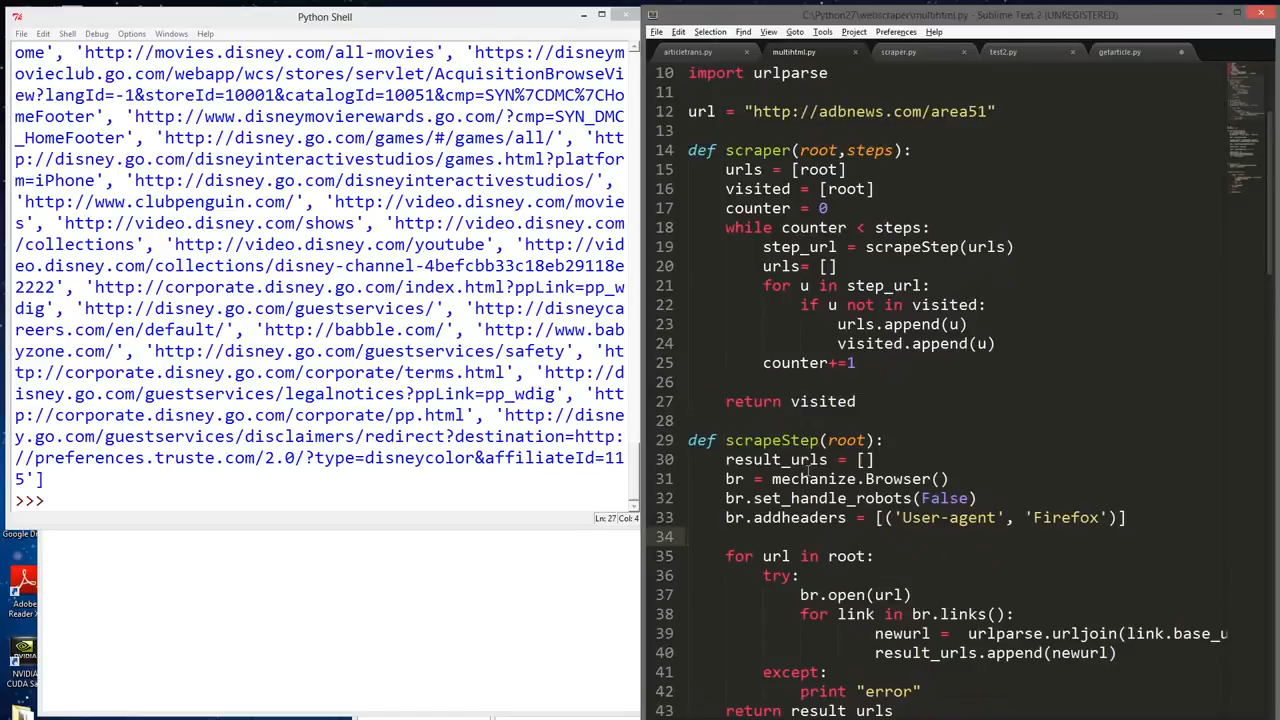 Python Shell
File Edit Shell Debug Options Windows Help
ome', 'http://movies.disney.com/all-movies', 'https://disneym
ovieclub.go.com/webapp/wcs/stores/servlet/AcquisitionBrowseVi
ew?langId=-1&storeId=10001&catalogId=10051&cmp=SYN%7CDMC%7CHo
meFooter', 'http://www.disneymovierewards.go.com/?cmp=SYN_DMC
_HomeFooter', 'http://disney.go.com/games/#/games/all/', 'htt
p://disney.go.com/disneyinteractivestudios/games.html?platfor
m=iPhone', 'http://disney.go.com/disneyinteractivestudios/',
'http://www.clubpenguin.com/', 'http://video.disney.com/movie
s', 'http://video.disney.com/shows', 'http://video.disney.com
/collections', 'http://video.disney.com/youtube', 'http://vid
eo.disney.com/collections/disney-channel-4befcbb33c18eb29118e
2222', 'http://corporate.disney.go.com/index.html?ppLink=pp_w
dig', 'http://disney.go.com/guestservices/', 'http://disneyca
reers.com/en/default/', 'http://babble.com/', 'http://www.bab
yzone.com/', 'http://disney.go.com/guestservices/safety', 'ht
tp://corporate.disney.go.com/corporate/terms.html', 'http://d
isney.go.com/guestservices/legalnotices?ppLink=pp_wdig', 'htt
p://corporate.disney.go.com/corporate/pp.html', 'http://disne
y.go.com/guestservices/disclaimers/redirect?destination=http:
//preferences.truste.com/2.0/?type=disneycolor&affiliateId=11
5']
>>>
Ln: 27 Col: 4
Google Drive
Adobe
Reader X
NVIDIA
CUDA Sa
C:\Python27\webscraper\multihtml.py - Sublime Text 2 (UNREGISTERED)
File Edit Selection Find View Goto Tools Project Preferences Help
articletrans.py multihtml.py scraper.py test2.py getarticle.py
10 import urlparse
11
12 url = "http://adbnews.com/area51"
13
14 def scraper(root,steps):
15 urls = [root]
16 visited = [root]
17 counter = 0
18 while counter < steps:
19 step_url = scrapeStep(urls)
20 urls= []
21 for u in step_url:
22 if u not in visited:
23 urls.append(u)
24 visited.append(u)
25 counter+=1
26
27 return visited
28
29 def scrapeStep(root):
30 result_urls = []
31 br = mechanize.Browser()
32 br.set_handle_robots(False)
33 br.addheaders = [('User-agent', 'Firefox')]
34
35 for url in root:
36 try:
37 br.open(url)
38 for link in br.links():
39 newurl = urlparse.urljoin(link.base_u
40 result_urls.append(newurl)
41 except:
42 print "error"
43 return result_urls